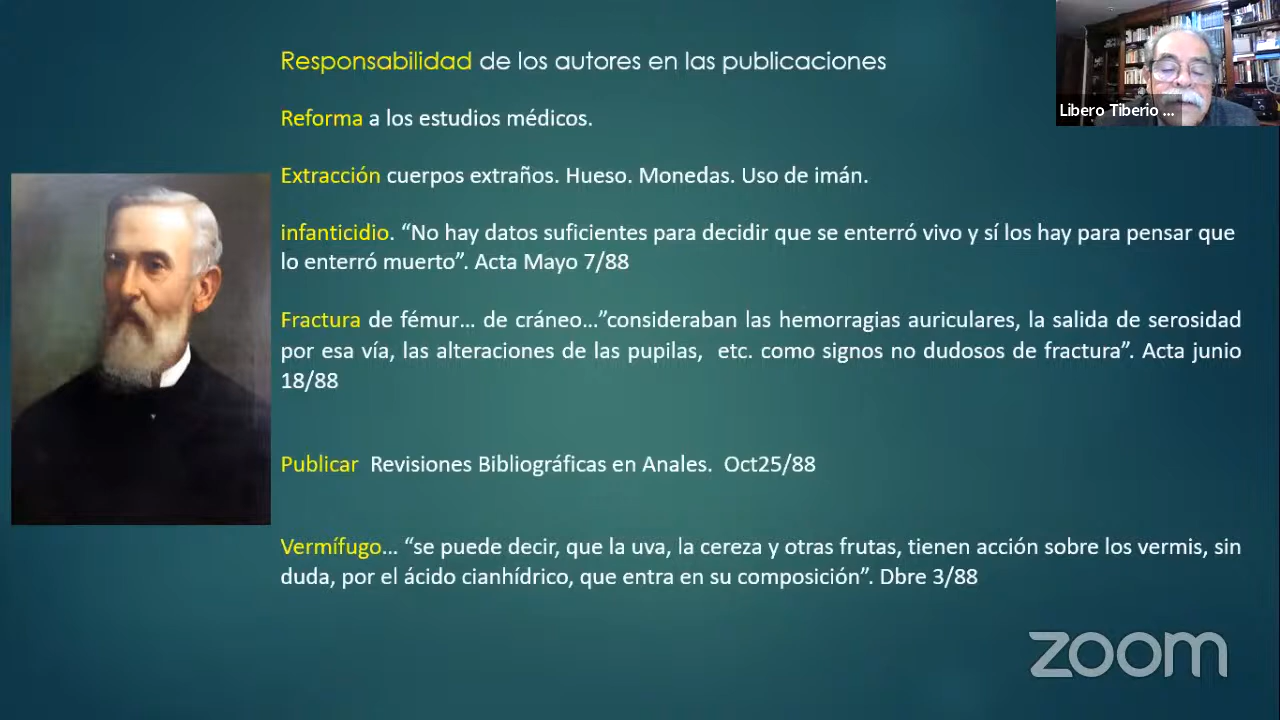 Responsabilidad de los autores en las publicaciones
Libero Tiberio ...
Reforma a los estudios médicos.
Extracción cuerpos extraños. Hueso. Monedas. Uso de imán.
infanticidio. “No hay datos suficientes para decidir que se enterró vivo y sí los hay para pensar que
lo enterró muerto”. Acta Mayo 7/88
Fractura de fémur... de cráneo...”consideraban las hemorragias auriculares, la salida de serosidad
por esa vía, las alteraciones de las pupilas, etc. como signos no dudosos de fractura”. Acta junio
18/88
Publicar Revisiones Bibliográficas en Anales. Oct25/88
Vermífugo... “se puede decir, que la uva, la cereza y otras frutas, tienen acción sobre los vermis, sin
duda, por el ácido cianhídrico, que entra en su composición”. Dbre 3/88
zoom